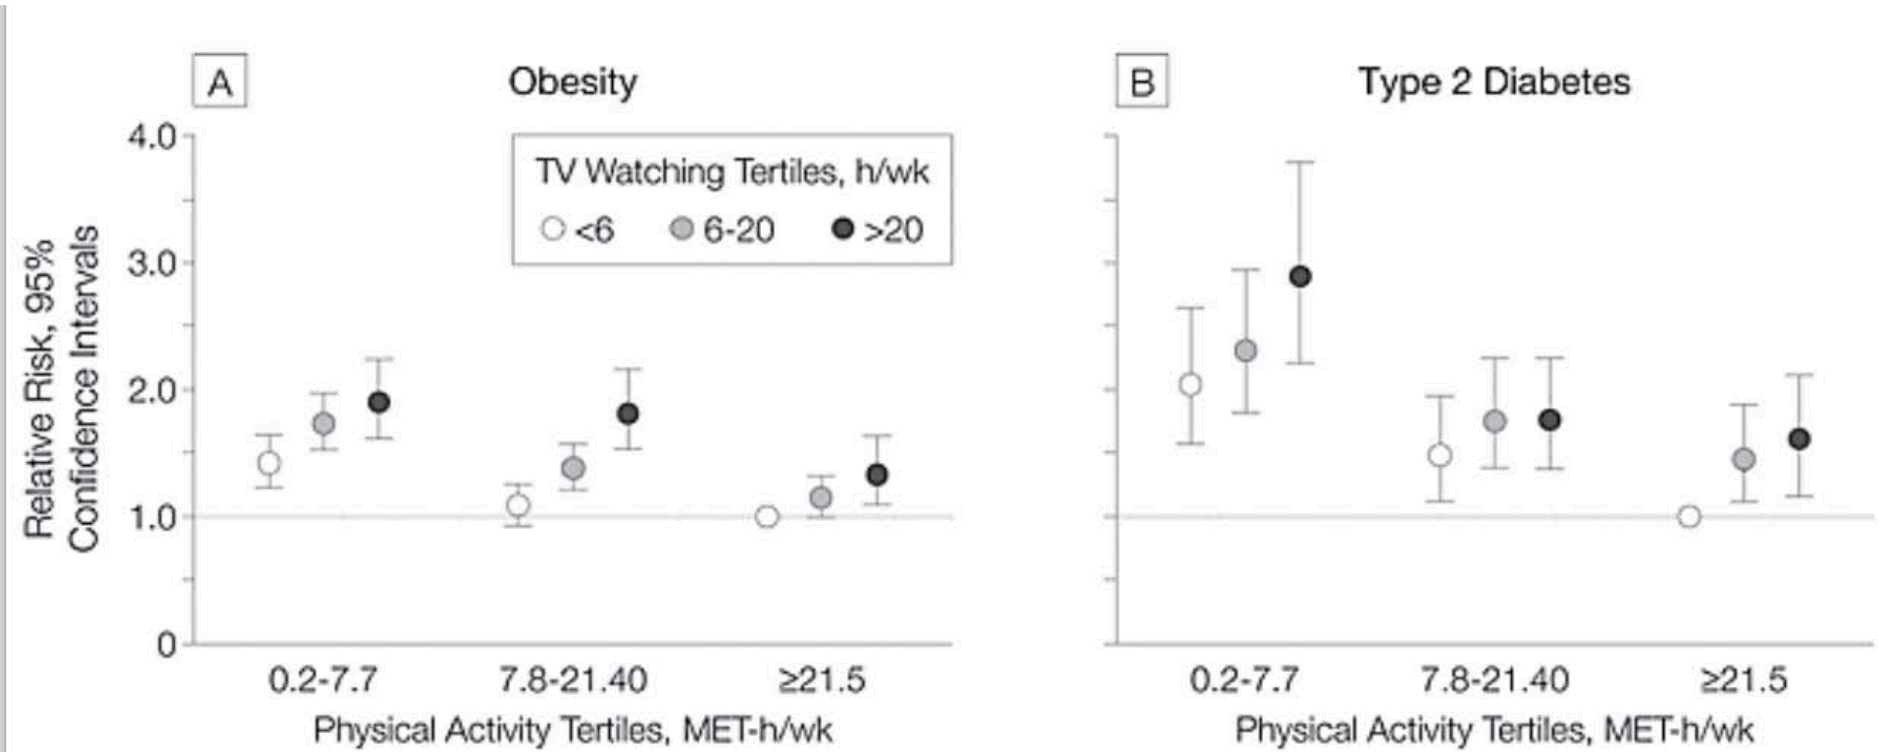 A
Obesity
4.0
3.0
2.0
1.0
0
Relative Risk, 95%
Confidence Intervals
TV Watching Tertiles, h/wk
<6 6-20 >20
0.2-7.7 7.8-21.40 ≥21.5
Physical Activity Tertiles, MET-h/wk
B
Type 2 Diabetes
0.2-7.7 7.8-21.40 ≥21.5
Physical Activity Tertiles, MET-h/wk